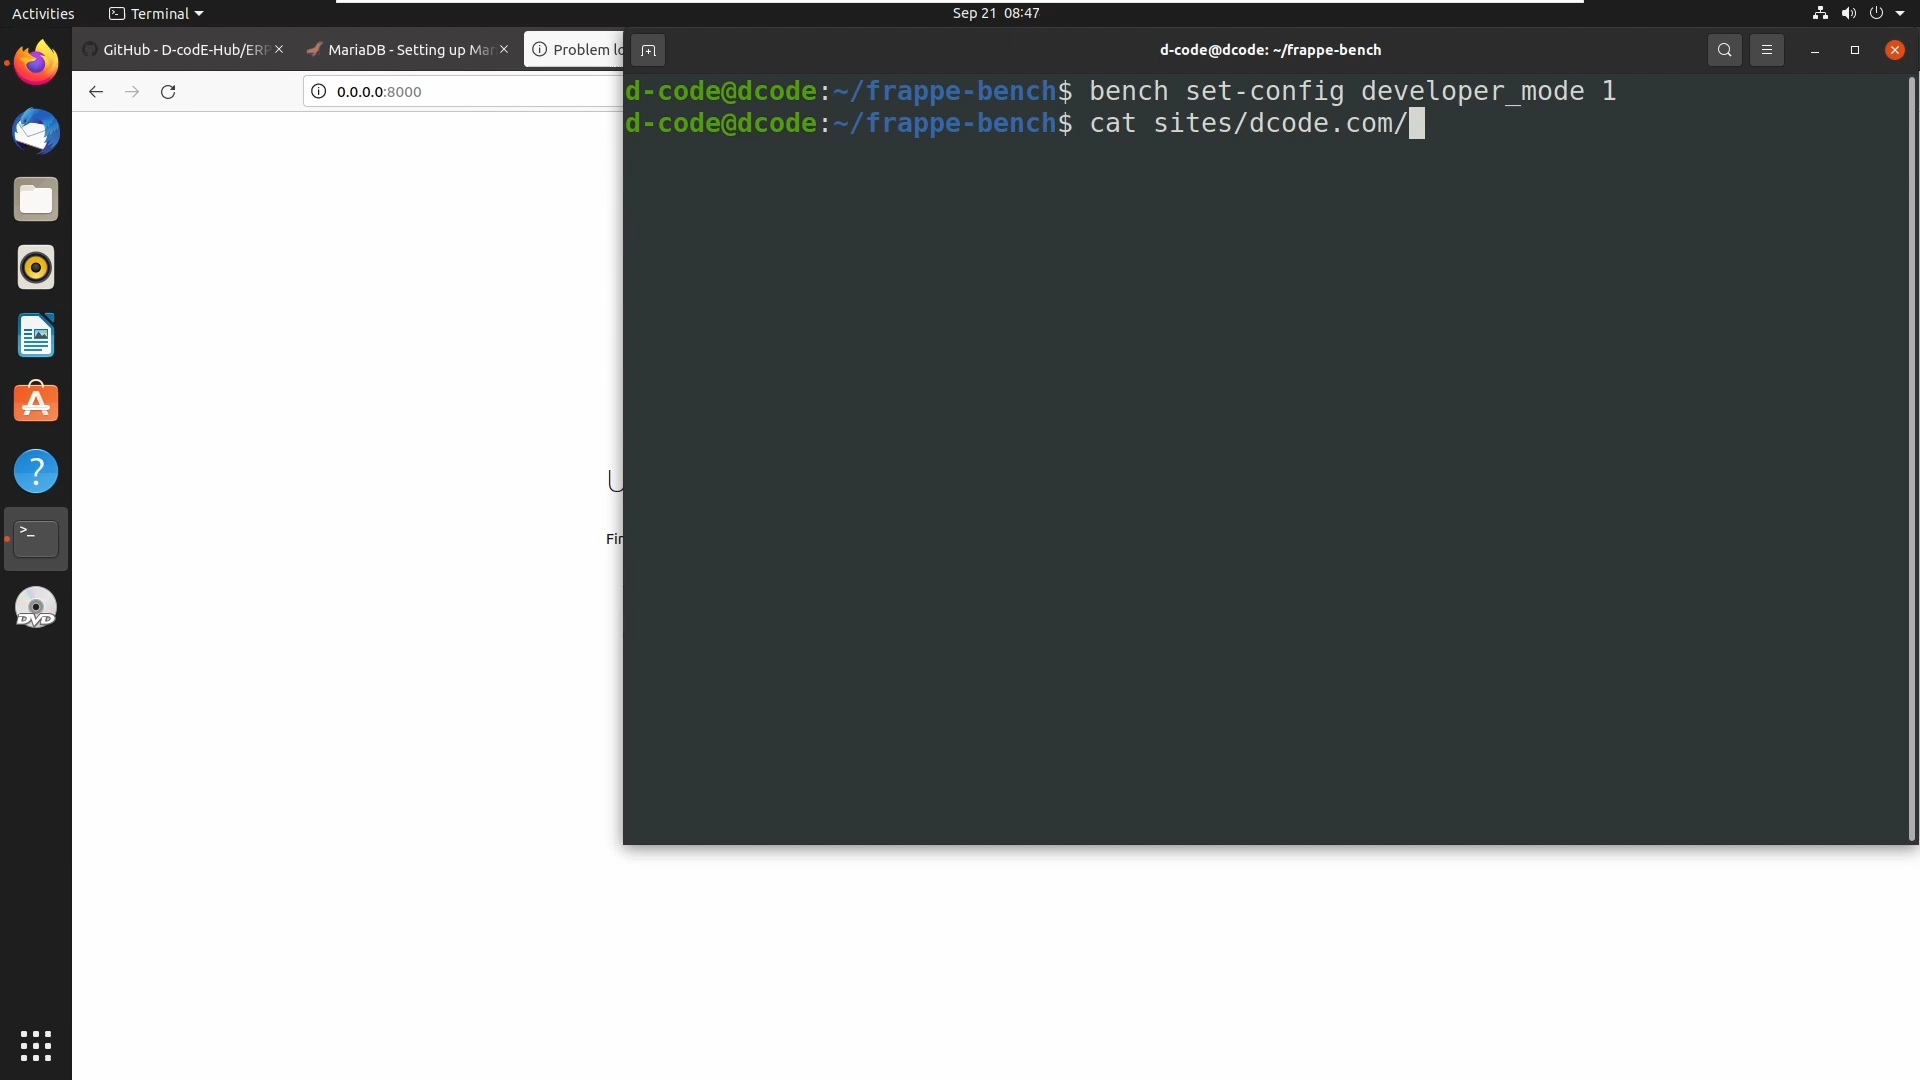 Activities
Terminal
Sep 21 08:47
GitHub - D-codE-Hub/ERP
MariaDB - Setting up Mar
Problem lo
d-code@dcode: ~/frappe-bench
0.0.0.0:8000
d-code@dcode:~/frappe-bench$ bench set-config developer_mode 1
d-code@dcode:~/frappe-bench$ cat sites/dcode.com/
U
Fir
>_
DVD